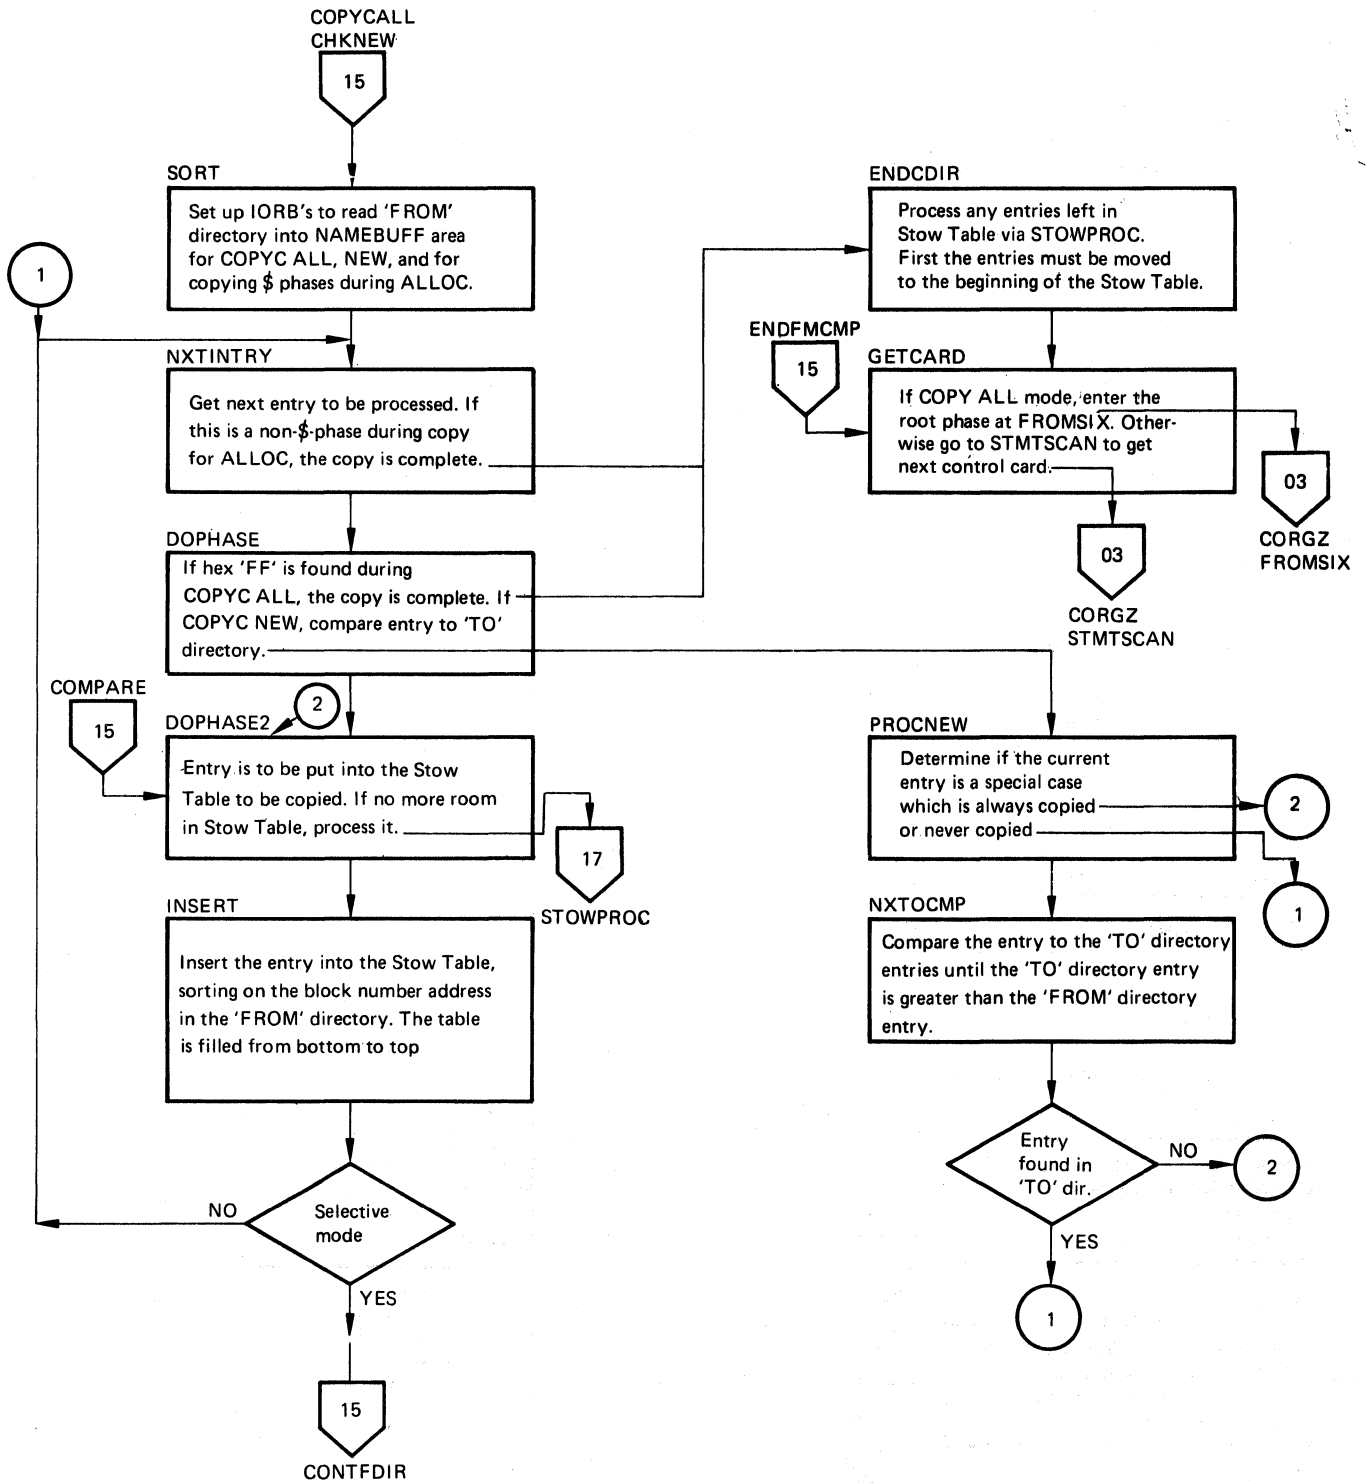 COPYCALL
CHKNEW
15
SORT
Set up IORB's to read 'FROM'
directory into NAMEBUFF area
for COPYC ALL, NEW, and for
copying $ phases during ALLOC.
1
NXTINTRY
Get next entry to be processed. If
this is a non-$-phase during copy
for ALLOC, the copy is complete.
DOPHASE
If hex 'FF' is found during
COPYC ALL, the copy is complete. If
COPYC NEW, compare entry to 'TO'
directory.
COMPARE
15
2
DOPHASE2
Entry is to be put into the Stow
Table to be copied. If no more room
in Stow Table, process it.
17
STOWPROC
INSERT
Insert the entry into the Stow Table,
sorting on the block number address
in the 'FROM' directory. The table
is filled from bottom to top
Selective
mode
NO
YES
15
CONTFDIR
ENDCDIR
Process any entries left in
Stow Table via STOWPROC.
First the entries must be moved
to the beginning of the Stow Table.
ENDFMCMP
15
GETCARD
If COPY ALL mode, enter the
root phase at FROMSIX. Other-
wise go to STMTSCAN to get
next control card.
03
CORGZ
FROMSIX
03
CORGZ
STMTSCAN
PROCNEW
Determine if the current
entry is a special case
which is always copied
or never copied
2
1
NXTOCMP
Compare the entry to the 'TO' directory
entries until the 'TO' directory entry
is greater than the 'FROM' directory
entry.
Entry
found in
'TO' dir.
NO
2
YES
1